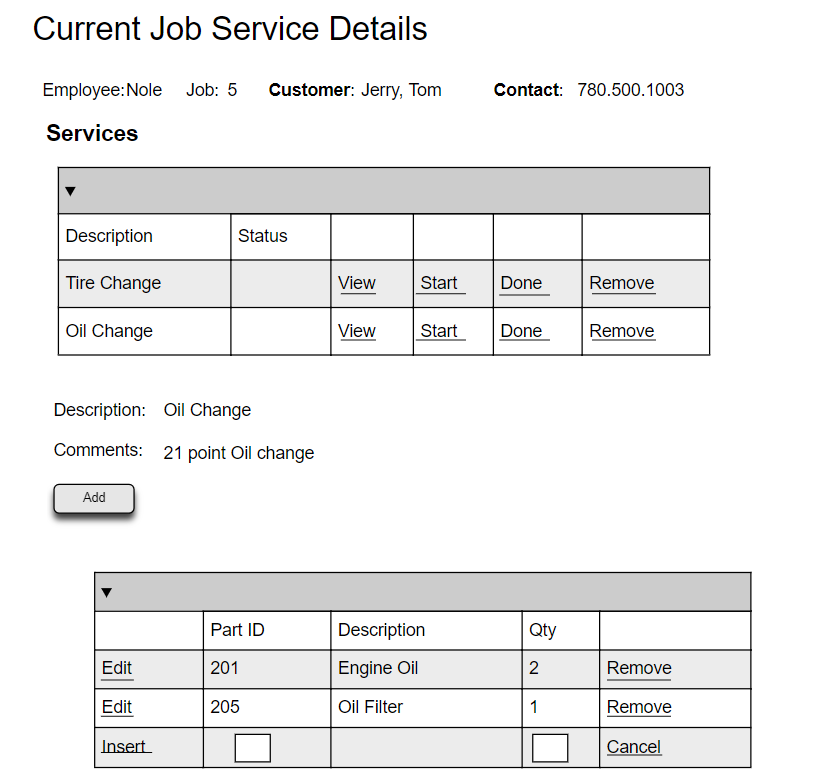 Current Job Service Details
Employee:Nole Job: 5 Customer: Jerry, Tom Contact: 780.500.1003
Services
▼
Description Status
Tire Change View Start Done Remove
Oil Change View Start Done Remove
Description: Oil Change
Comments: 21 point Oil change
Add
▼
Part ID Description Qty
Edit 201 Engine Oil 2 Remove
Edit 205 Oil Filter 1 Remove
Insert Cancel